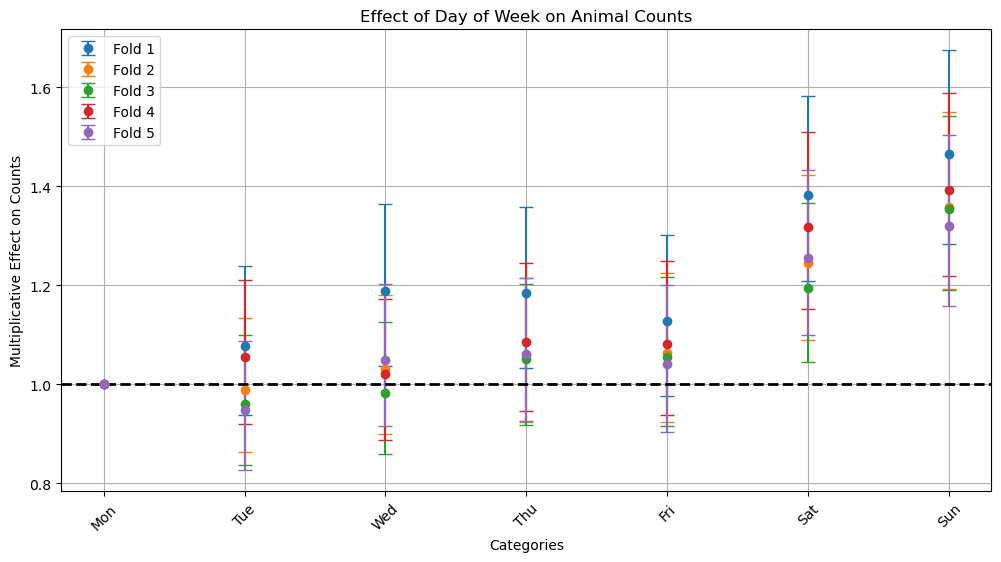 Effect of Day of Week on Animal Counts
Fold 1
Fold 2
Fold 3
Fold 4
Fold 5
Multiplicative Effect on Counts
1.6
1.4
1.2
1.0
0.8
Mon
Tue
Wed
Thu
Fri
Sat
Sun
Categories